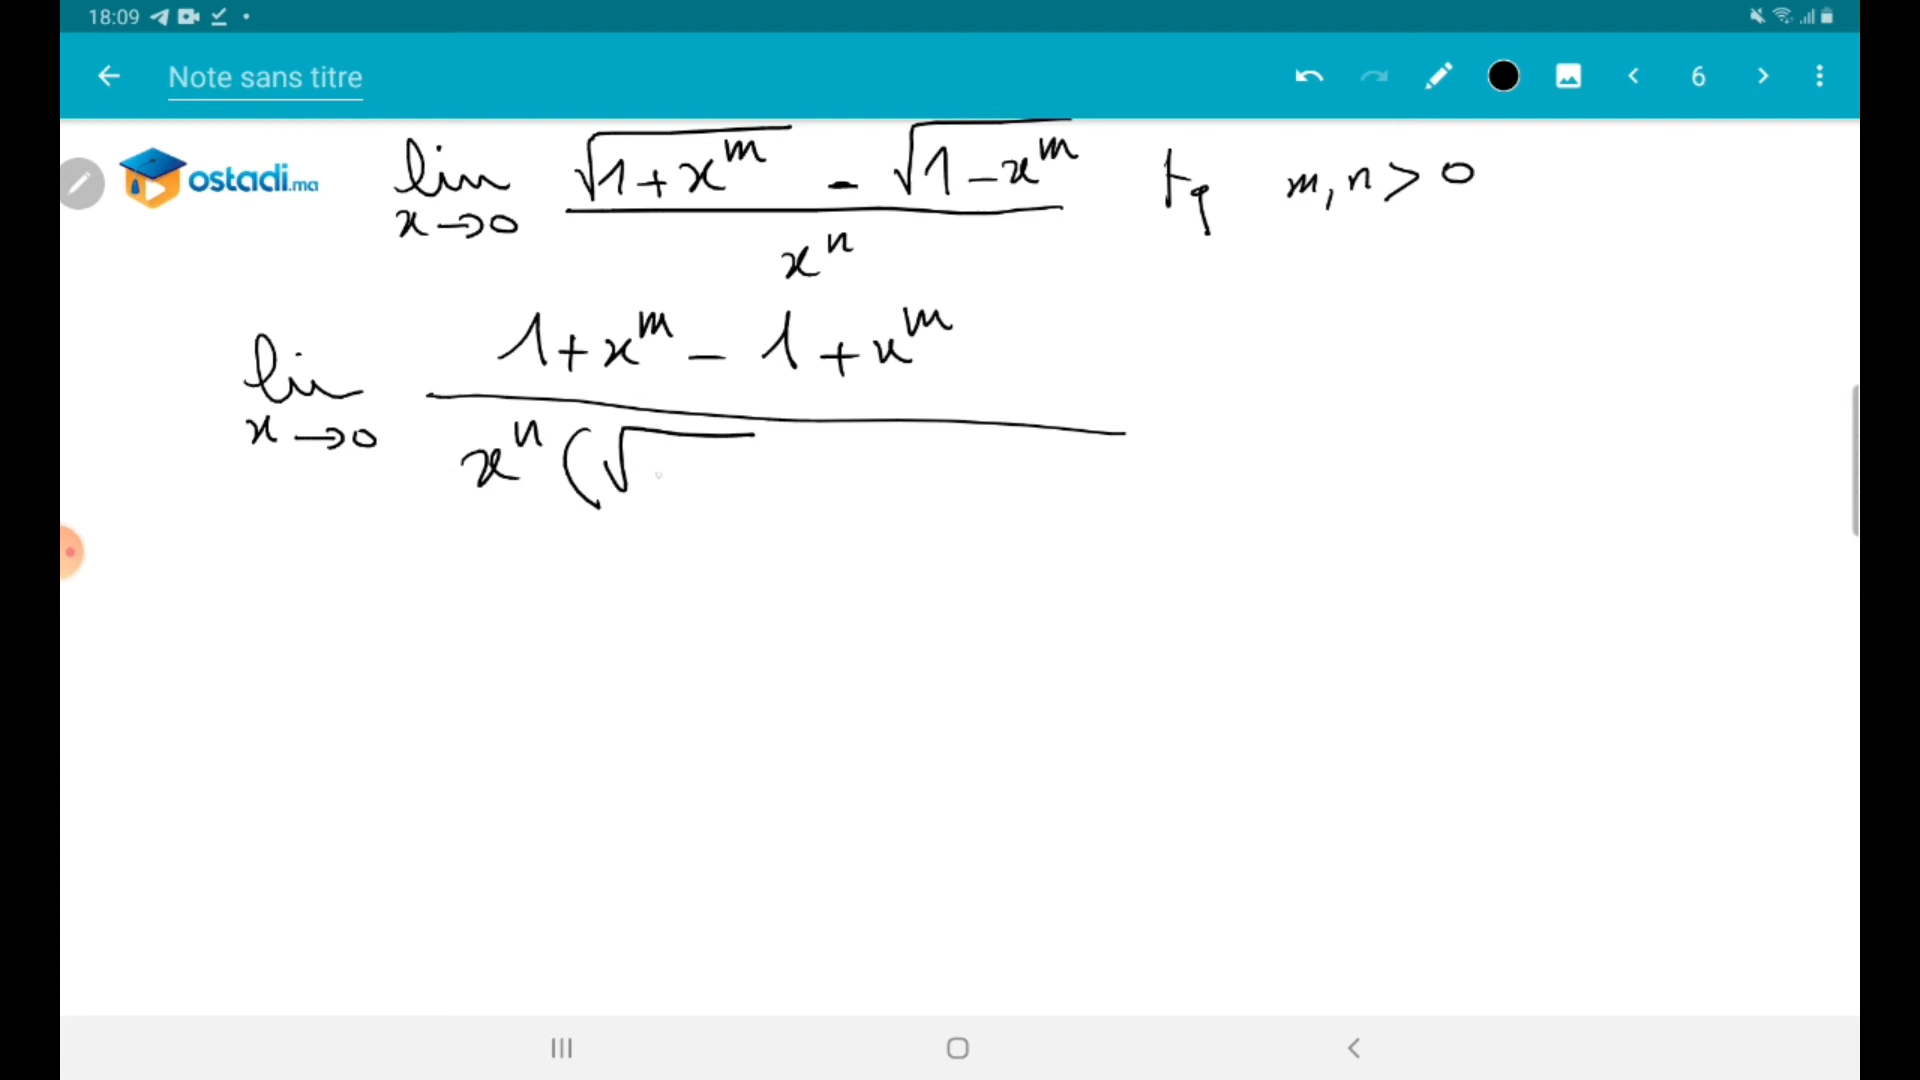 18:09
Note sans titre
6
ostadi.ma
lim x→0 (√(1+x^m) - √(1-x^m)) / x^n tq m,n > 0
lim x→0 (1+x^m - 1+x^m) / x^n (√